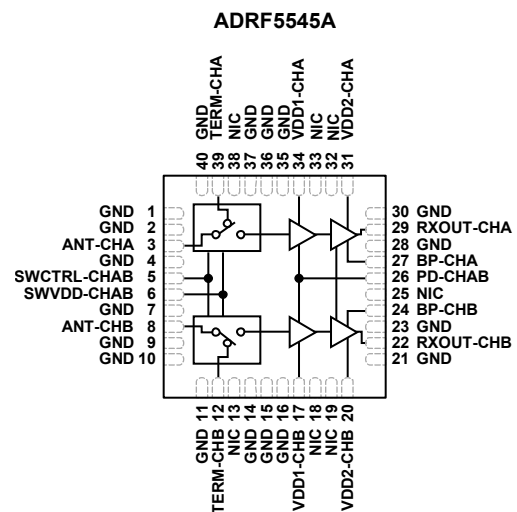 ADRF5545A
40 GND
39 TERM-CHA
38 NIC
37 GND
36 GND
35 GND
34 VDD1-CHA
33 NIC
32 NIC
31 VDD2-CHA
GND 1
GND 2
ANT-CHA 3
GND 4
SWCTRL-CHAB 5
SWVDD-CHAB 6
GND 7
ANT-CHB 8
GND 9
GND 10
30 GND
29 RXOUT-CHA
28 GND
27 BP-CHA
26 PD-CHAB
25 NIC
24 BP-CHB
23 GND
22 RXOUT-CHB
21 GND
GND 11
TERM-CHB 12
NIC 13
GND 14
GND 15
GND 16
VDD1-CHB 17
NIC 18
NIC 19
VDD2-CHB 20